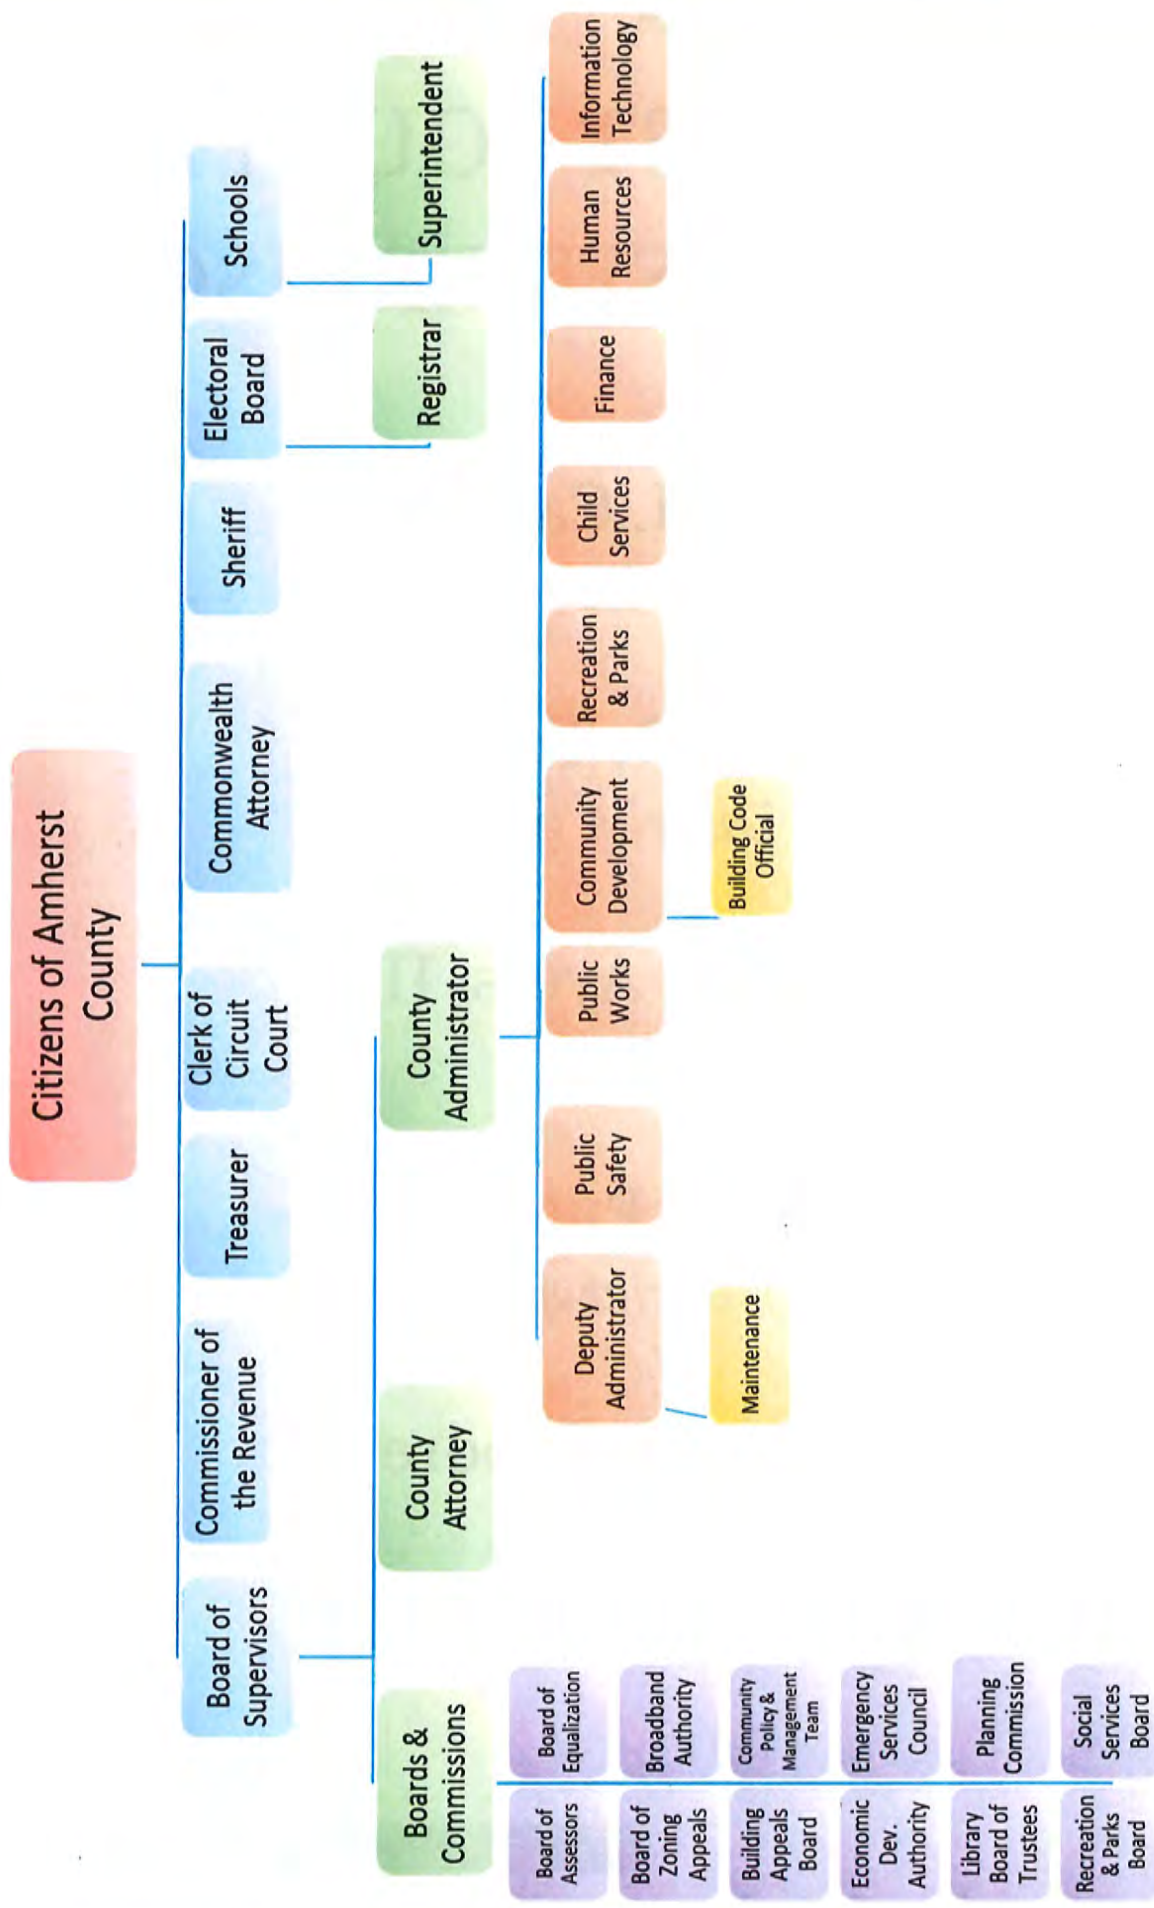 Citizens of Amherst
County
Board of
Supervisors
Commissioner of
the Revenue
Treasurer
Clerk of
Circuit
Court
Commonwealth
Attorney
Sheriff
Electoral
Board
Schools
Boards &
Commissions
County
Attorney
County
Administrator
Registrar
Superintendent
Deputy
Administrator
Public
Safety
Public
Works
Community
Development
Recreation
& Parks
Child
Services
Finance
Human
Resources
Information
Technology
Maintenance
Building Code
Official
Board of
Assessors
Board of
Equalization
Board of
Zoning
Appeals
Broadband
Authority
Building
Appeals
Board
Community
Policy &
Management
Team
Economic
Dev.
Authority
Emergency
Services
Council
Library
Board of
Trustees
Planning
Commission
Recreation
& Parks
Board
Social
Services
Board